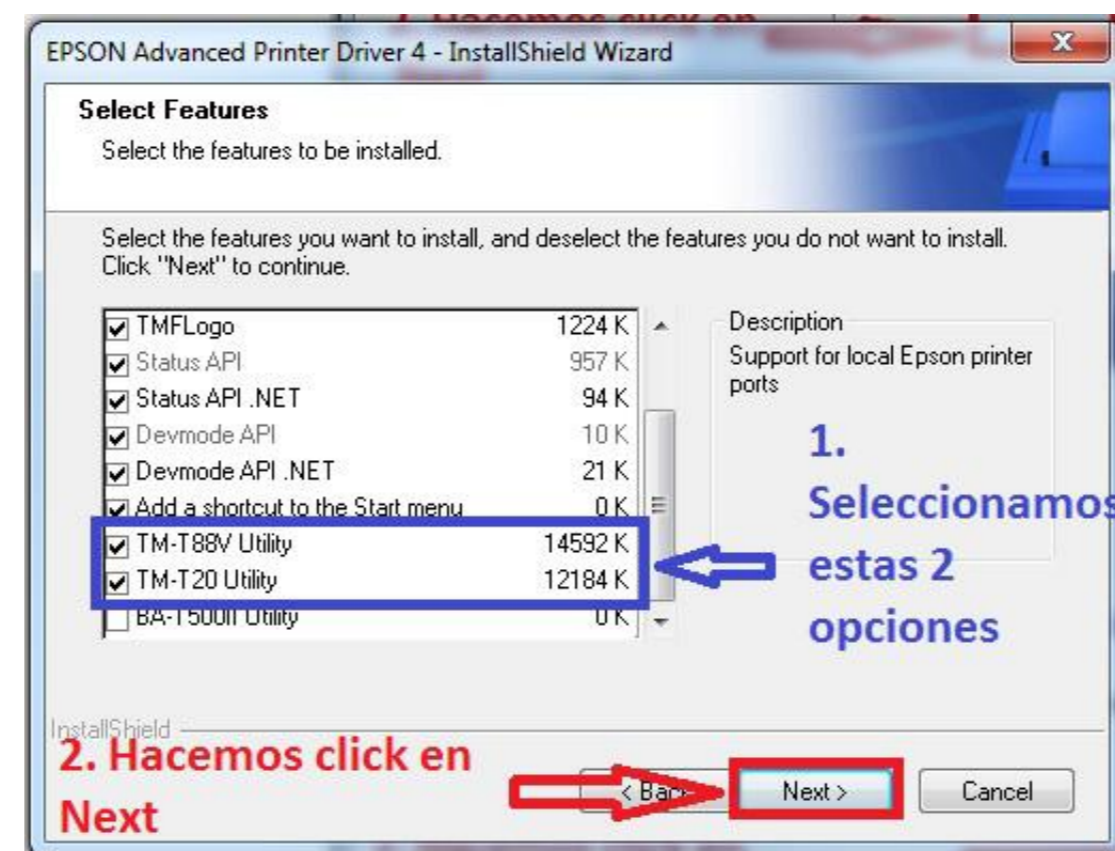 7. Hacemos click en
EPSON Advanced Printer Driver 4 - InstallShield Wizard
Select Features
Select the features to be installed.
Select the features you want to install, and deselect the features you do not want to install.
Click "Next" to continue.
TMFLogo 1224 K
Status API 957 K
Status API .NET 94 K
Devmode API 10 K
Devmode API .NET 21 K
Add a shortcut to the Start menu 0 K
TM-T88V Utility 14592 K
TM-T20 Utility 12184 K
BA-T500II Utility 0 K
Description
Support for local Epson printer
ports
1.
Seleccionamos
estas 2
opciones
InstallShield
2. Hacemos click en
Next
< Back
Next >
Cancel